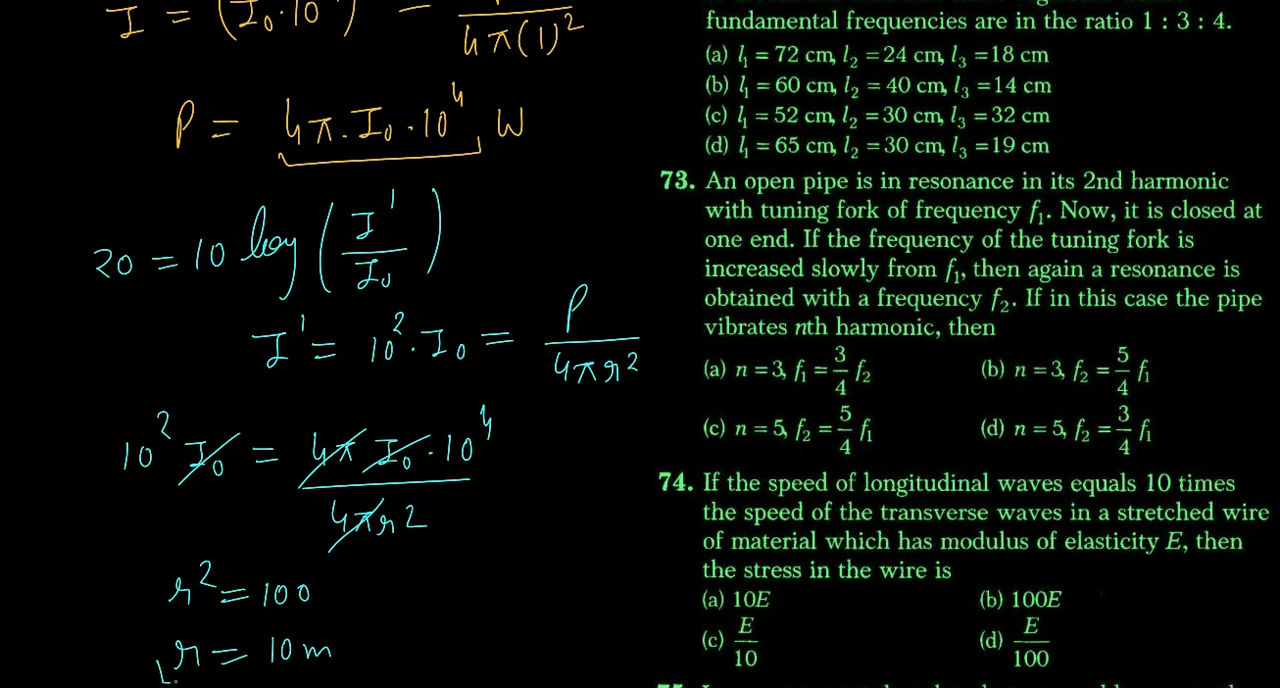 I = (I₀·10⁴) = P/4π(1)²
P = 4π.I₀.10⁴ W
20 = 10 log (I'/I₀)
I' = 10².I₀ = P/4πr²
10² I₀ = 4π I₀.10⁴/4πr2
r² = 100
r = 10 m
fundamental frequencies are in the ratio 1 : 3 : 4.
(a) l₁ = 72 cm, l₂ = 24 cm, l₃ = 18 cm
(b) l₁ = 60 cm, l₂ = 40 cm, l₃ = 14 cm
(c) l₁ = 52 cm, l₂ = 30 cm, l₃ = 32 cm
(d) l₁ = 65 cm, l₂ = 30 cm, l₃ = 19 cm
73. An open pipe is in resonance in its 2nd harmonic
with tuning fork of frequency f₁. Now, it is closed at
one end. If the frequency of the tuning fork is
increased slowly from f₁, then again a resonance is
obtained with a frequency f₂. If in this case the pipe
vibrates nth harmonic, then
(a) n = 3, f₁ = 3/4 f₂ (b) n = 3, f₂ = 5/4 f₁
(c) n = 5, f₂ = 5/4 f₁ (d) n = 5, f₂ = 3/4 f₁
74. If the speed of longitudinal waves equals 10 times
the speed of the transverse waves in a stretched wire
of material which has modulus of elasticity E, then
the stress in the wire is
(a) 10E (b) 100E
(c) E/10 (d) E/100